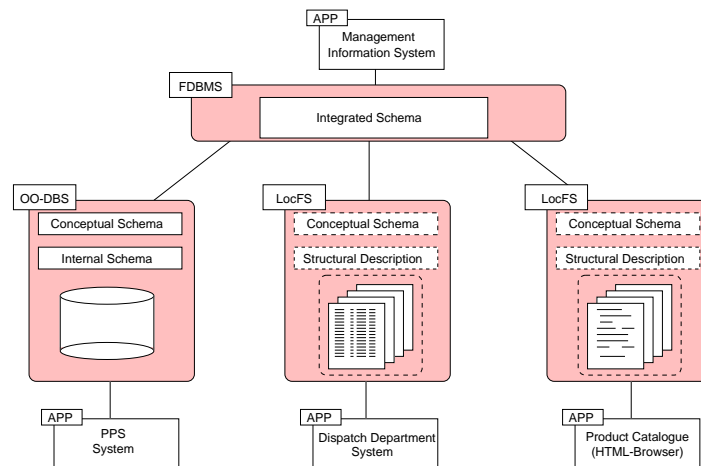 APP
Management
Information System
FDBMS
Integrated Schema
OO-DBS
Conceptual Schema
Internal Schema
LocFS
Conceptual Schema
Structural Description
LocFS
Conceptual Schema
Structural Description
APP
PPS
System
APP
Dispatch Department
System
APP
Product Catalogue
(HTML-Browser)